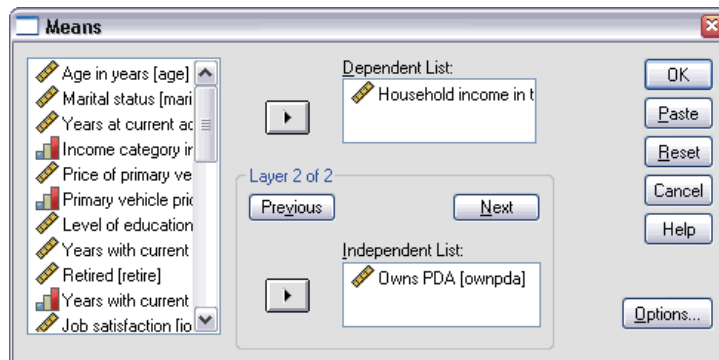 Means
Age in years [age]
Marital status [mari
Years at current ad
Income category ir
Price of primary ve
Primary vehicle pric
Level of education
Years with current
Retired [retire]
Years with current
Job satisfaction [jo
Dependent List:
Household income in t
Layer 2 of 2
Previous
Next
Independent List:
Owns PDA [ownpda]
OK
Paste
Reset
Cancel
Help
Options...